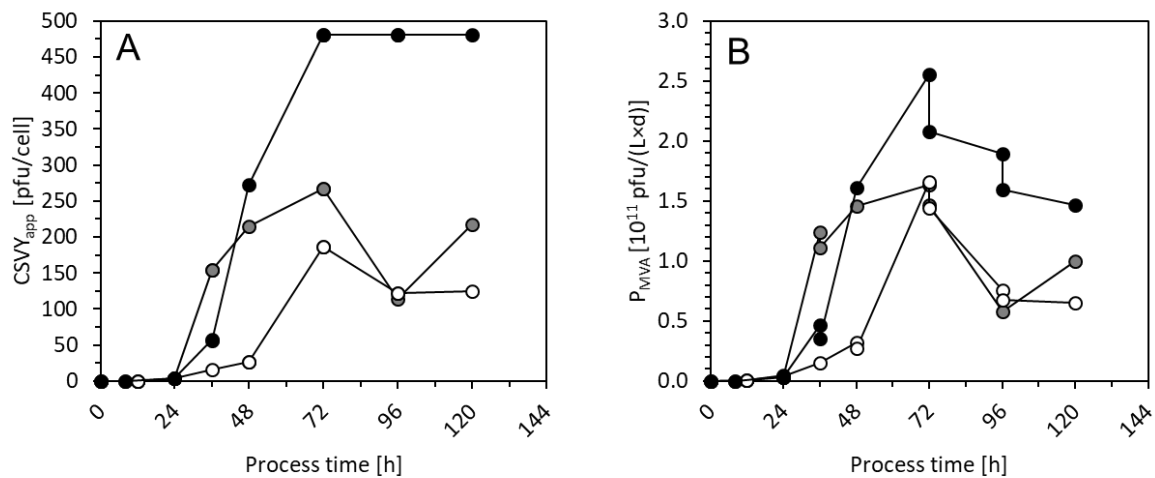 A
CSVYapp [pfu/cell]
500
450
400
350
300
250
200
150
100
50
0
0 24 48 72 96 120 144
Process time [h]
B
PMVA [10¹¹ pfu/(L×d)]
3.0
2.5
2.0
1.5
1.0
0.5
0.0
0 24 48 72 96 120 144
Process time [h]